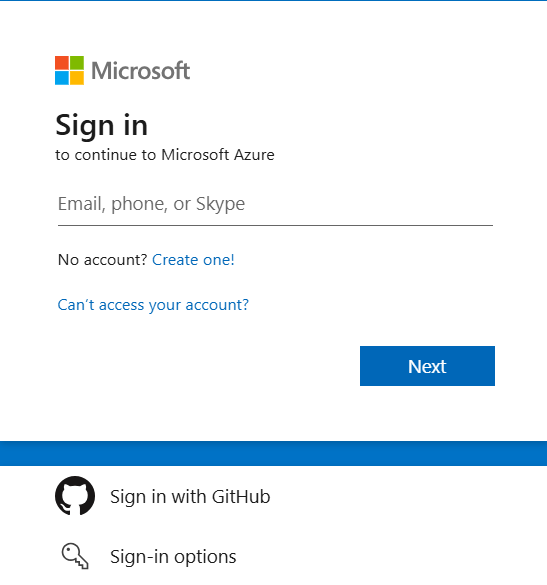 Microsoft
Sign in
to continue to Microsoft Azure
Email, phone, or Skype
No account? Create one!
Can't access your account?
Next
Sign in with GitHub
Sign-in options